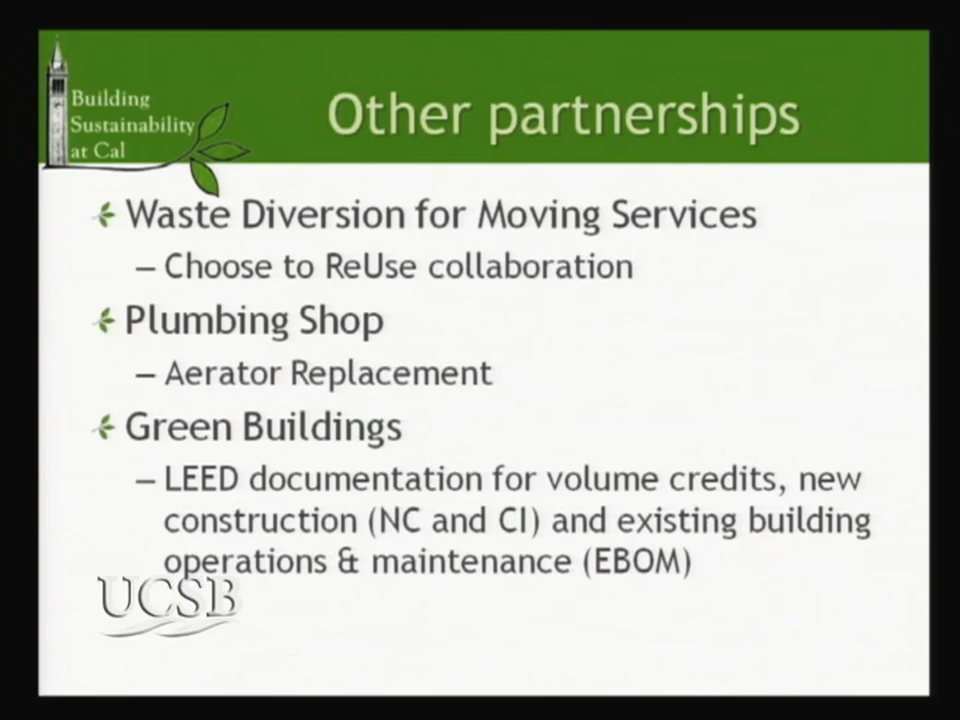 Building
Sustainability
at Cal
Other partnerships
Waste Diversion for Moving Services
– Choose to ReUse collaboration
Plumbing Shop
– Aerator Replacement
Green Buildings
– LEED documentation for volume credits, new
construction (NC and CI) and existing building
operations & maintenance (EBOM)
UCSB